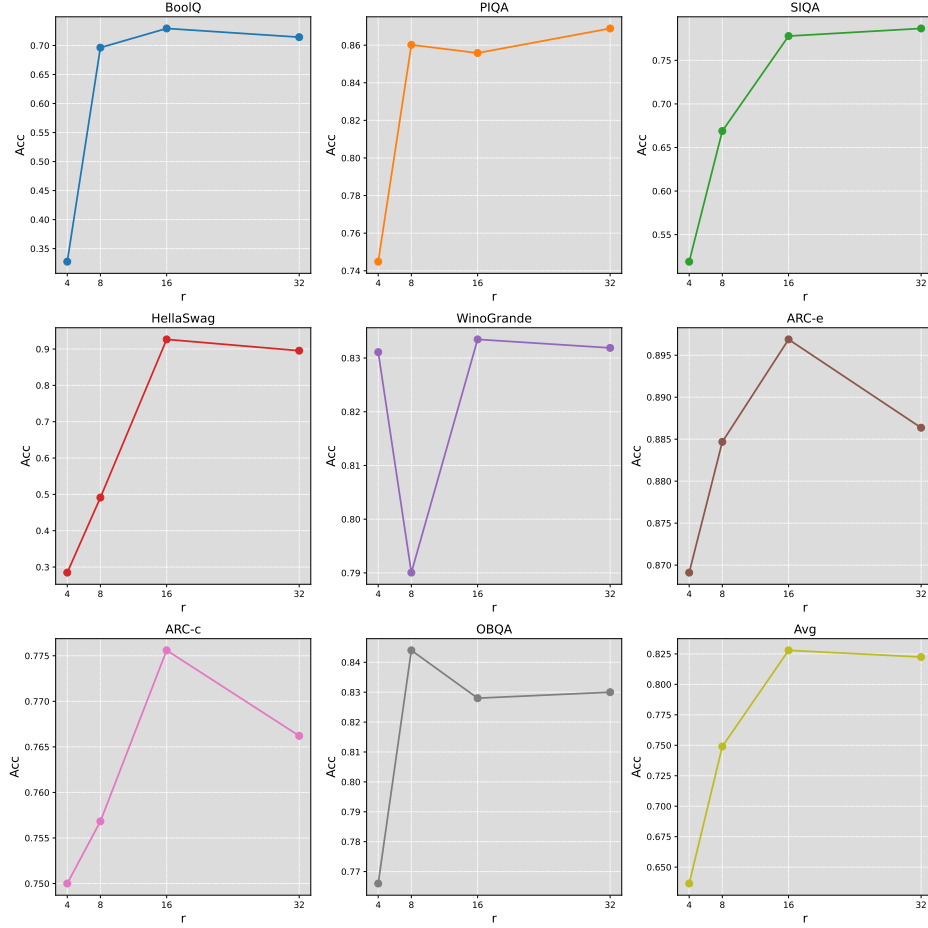 BoolQ
0.70
0.65
0.60
0.55
0.50
0.45
0.40
0.35
Acc
4 8 16 32
r
PIQA
0.86
0.84
0.82
0.80
0.78
0.76
0.74
Acc
4 8 16 32
r
SIQA
0.75
0.70
0.65
0.60
0.55
Acc
4 8 16 32
r
HellaSwag
0.9
0.8
0.7
0.6
0.5
0.4
0.3
Acc
4 8 16 32
r
WinoGrande
0.83
0.82
0.81
0.80
0.79
Acc
4 8 16 32
r
ARC-e
0.895
0.890
0.885
0.880
0.875
0.870
Acc
4 8 16 32
r
ARC-c
0.775
0.770
0.765
0.760
0.755
0.750
Acc
4 8 16 32
r
OBQA
0.84
0.83
0.82
0.81
0.80
0.79
0.78
0.77
Acc
4 8 16 32
r
Avg
0.825
0.800
0.775
0.750
0.725
0.700
0.675
0.650
Acc
4 8 16 32
r